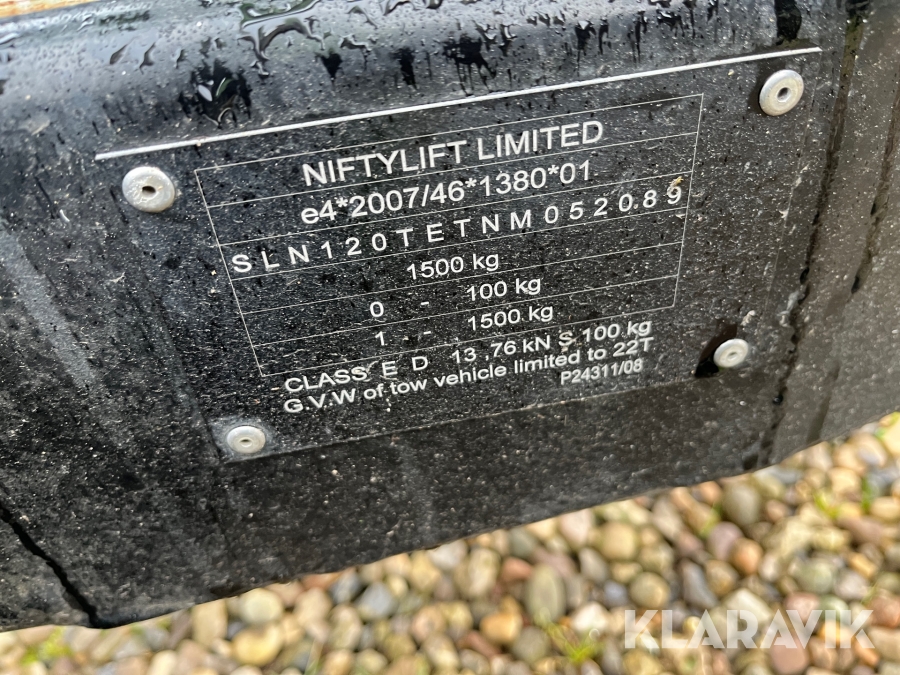 NIFTYLIFT LIMITED
e4*2007/46*1380*01
SLN120TETNM052089
1500 kg
0 - 100 kg
1 - 1500 kg
CLASS E D 13.76 kN S 100 kg
G.V.W of tow vehicle limited to 22T
P24311/08
KLARAVIK